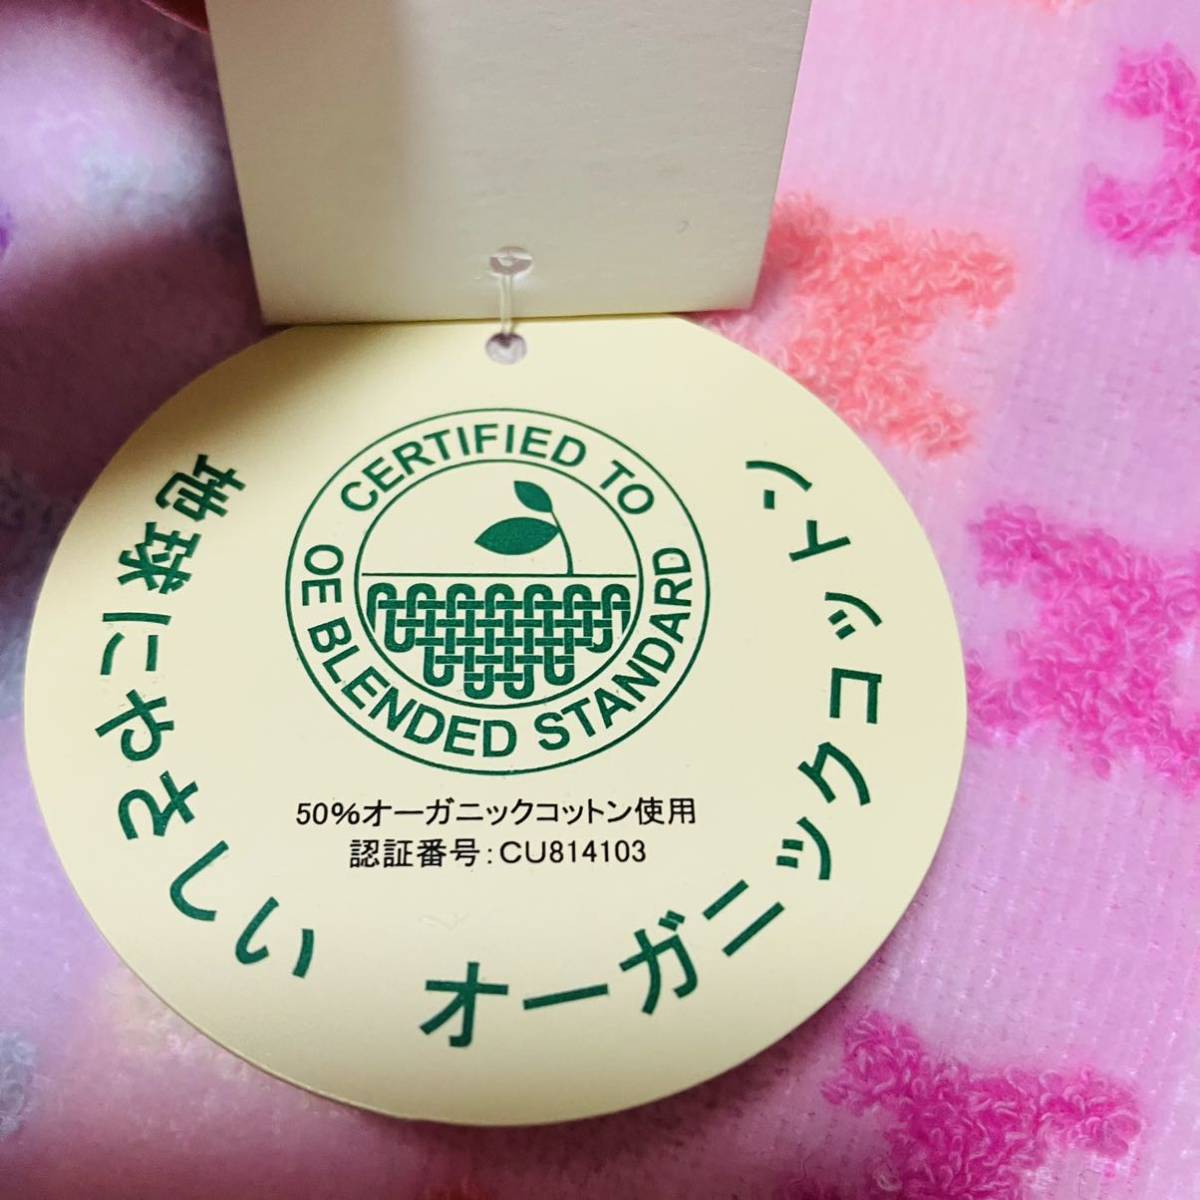 CERTIFIED TO
OE BLENDED STANDARD
50%オーガニックコットン使用
認証番号:CU814103
地球にやさしい オーガニックコットン